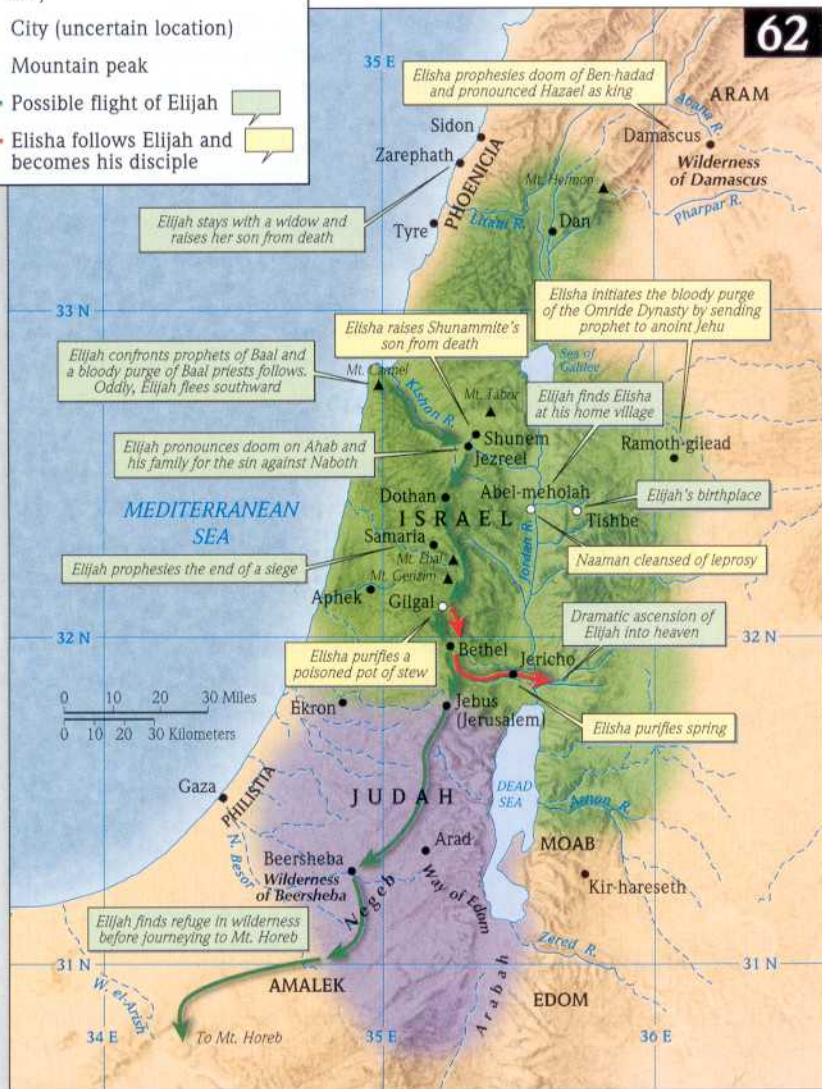 City (uncertain location)
Mountain peak
Possible flight of Elijah
Elisha follows Elijah and
becomes his disciple
62
35 E
Elisha prophesies doom of Ben-hadad
and pronounced Hazael as king
ARAM
Abana R.
Sidon
Damascus
Zarephath
Wilderness
of Damascus
PHOENICIA
Mt. Hermon
Pharpar R.
Elijah stays with a widow and
raises her son from death
Tyre
Litani R.
Dan
33 N
Elisha initiates the bloody purge
of the Omride Dynasty by sending
prophet to anoint Jehu
Elisha raises Shunammite's
son from death
Elijah confronts prophets of Baal and
a bloody purge of Baal priests follows.
Oddly, Elijah flees southward
Mt. Carmel
Sea of
Galilee
Kishon R.
Mt. Tabor
Elijah finds Elisha
at his home village
Shunem
Jezreel
Ramoth-gilead
Elijah pronounces doom on Ahab and
his family for the sin against Naboth
Dothan
Abel-meholah
Elijah's birthplace
MEDITERRANEAN
SEA
ISRAEL
Tishbe
Samaria
Jordan R.
Elijah prophesies the end of a siege
Mt. Ebal
Naaman cleansed of leprosy
Mt. Gerizim
Aphek
Gilgal
Dramatic ascension of
Elijah into heaven
32 N
32 N
Bethel
Elisha purifies a
poisoned pot of stew
Jericho
0 10 20 30 Miles
0 10 20 30 Kilometers
Ekron
Jebus
(Jerusalem)
Elisha purifies spring
Gaza
PHILISTIA
JUDAH
DEAD
SEA
Arnon R.
N. Besor
Arad
MOAB
Beersheba
Wilderness
of Beersheba
Negeb
Way of Edom
Kir-hareseth
Elijah finds refuge in wilderness
before journeying to Mt. Horeb
Zered R.
31 N
31 N
AMALEK
W. el-Arish
Arabah
EDOM
34 E
To Mt. Horeb
35 E
36 E